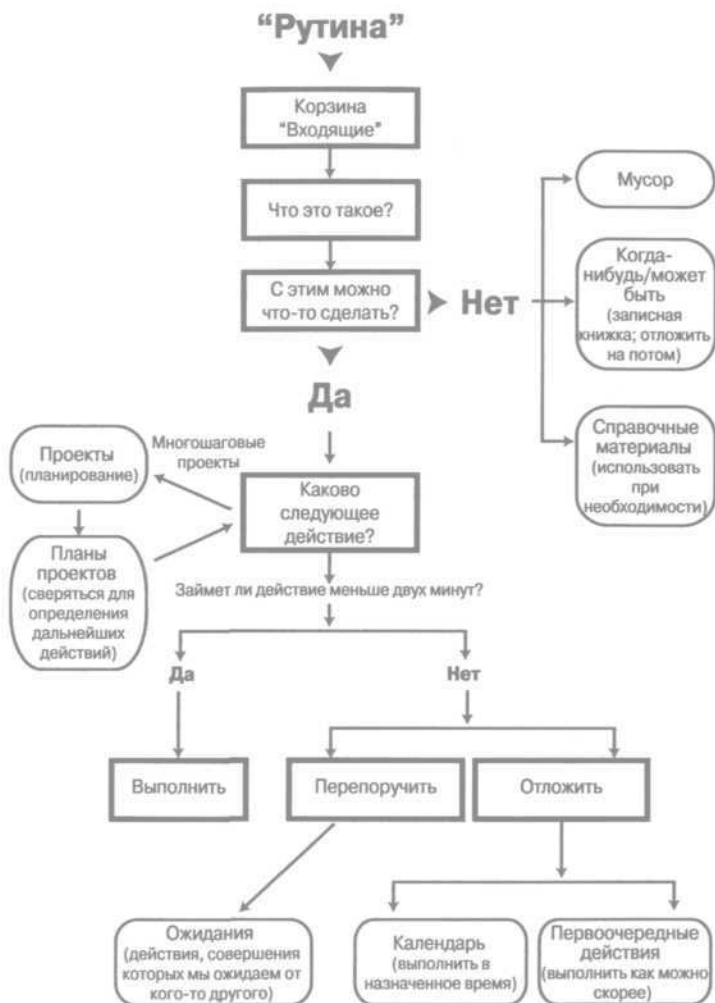 “Рутина”
Корзина
“Входящие”
Что это такое?
С этим можно
что-то сделать?
Нет
Мусор
Когда-
нибудь/может
быть
(записная
книжка; отложить
на потом)
Справочные
материалы
(использовать
при
необходимости)
Да
Многошаговые
проекты
Проекты
(планирование)
Каково
следующее
действие?
Планы
проектов
(сверяться для
определения
дальнейших
действий)
Займет ли действие меньше двух минут?
Да
Нет
Выполнить
Перепоручить
Отложить
Ожидания
(действия, совершения
которых мы ожидаем от
кого-то другого)
Календарь
(выполнить в
назначенное время)
Первоочередные
действия
(выполнить как можно
скорее)